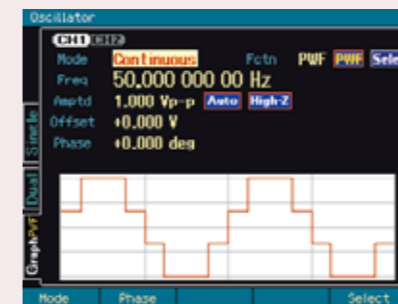 Oscillator
CH1 CH2
Mode Continuous Fctn PWF PWF Sele
Freq 50.000 000 00 Hz
Amptd 1.000 Vp-p Auto High-Z
Offset +0.000 V
Phase +0.000 deg
Single
Dual
Graph PWF
Mode Phase Select